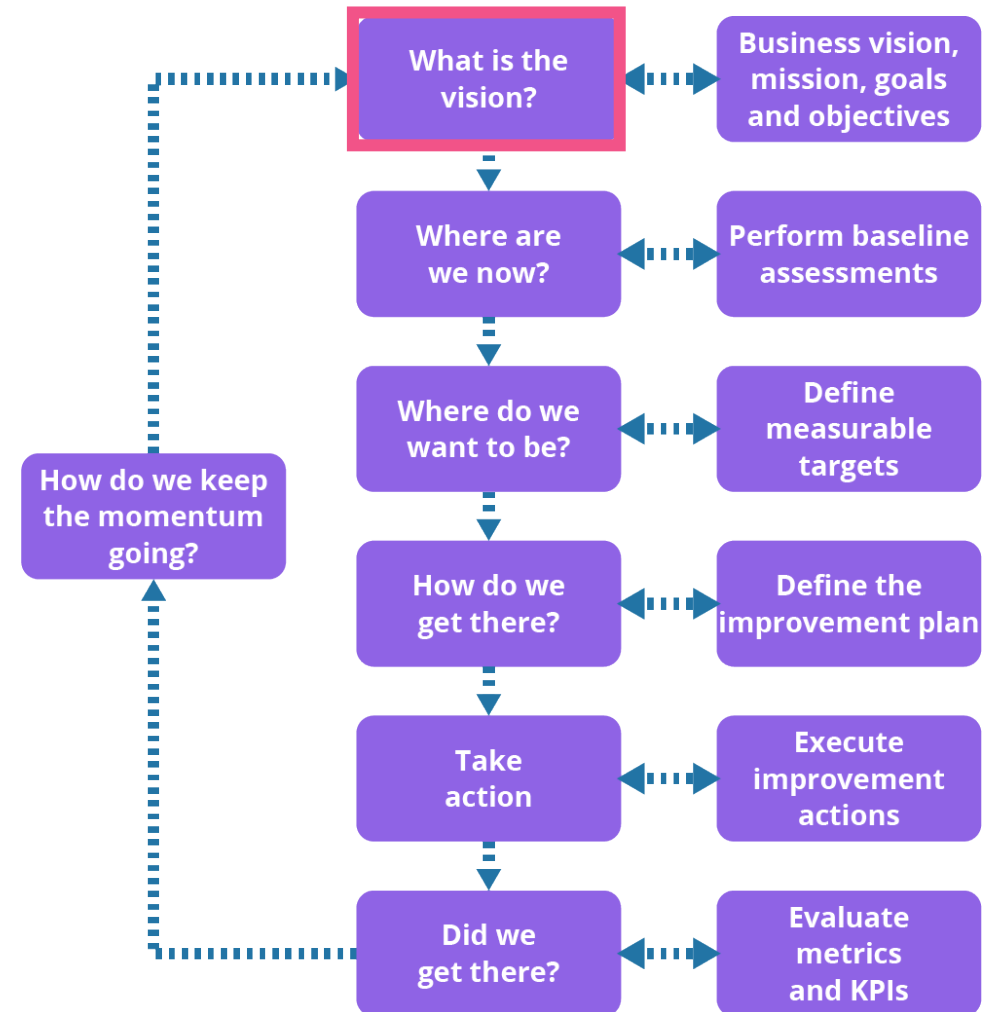 What is the
vision?
Business vision,
mission, goals
and objectives
Where are
we now?
Perform baseline
assessments
Where do we
want to be?
Define
measurable
targets
How do we keep
the momentum
going?
How do we
get there?
Define the
improvement plan
Take
action
Execute
improvement
actions
Did we
get there?
Evaluate
metrics
and KPIs